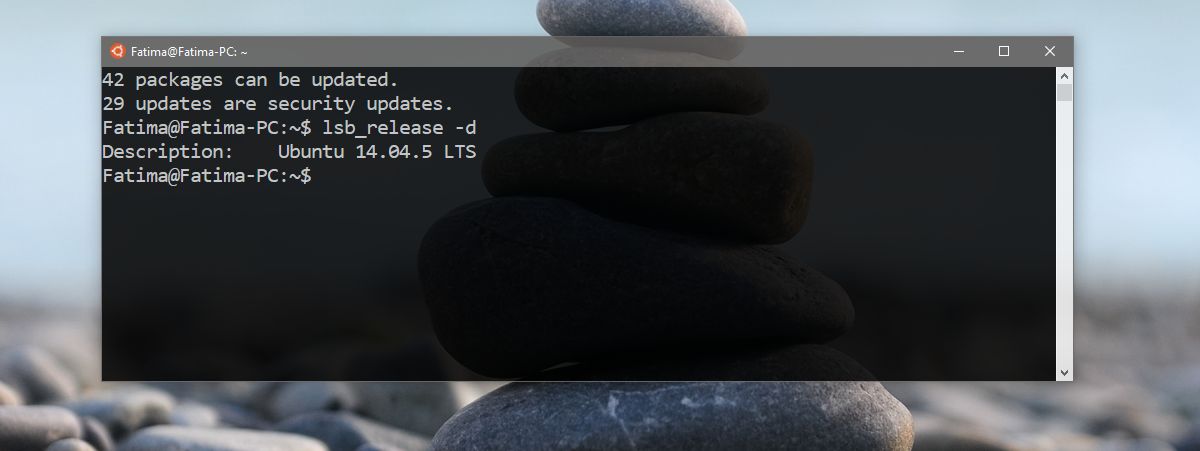 Fatima@Fatima-PC: ~
42 packages can be updated.
29 updates are security updates.
Fatima@Fatima-PC:~$ lsb_release -d
Description:    Ubuntu 14.04.5 LTS
Fatima@Fatima-PC:~$